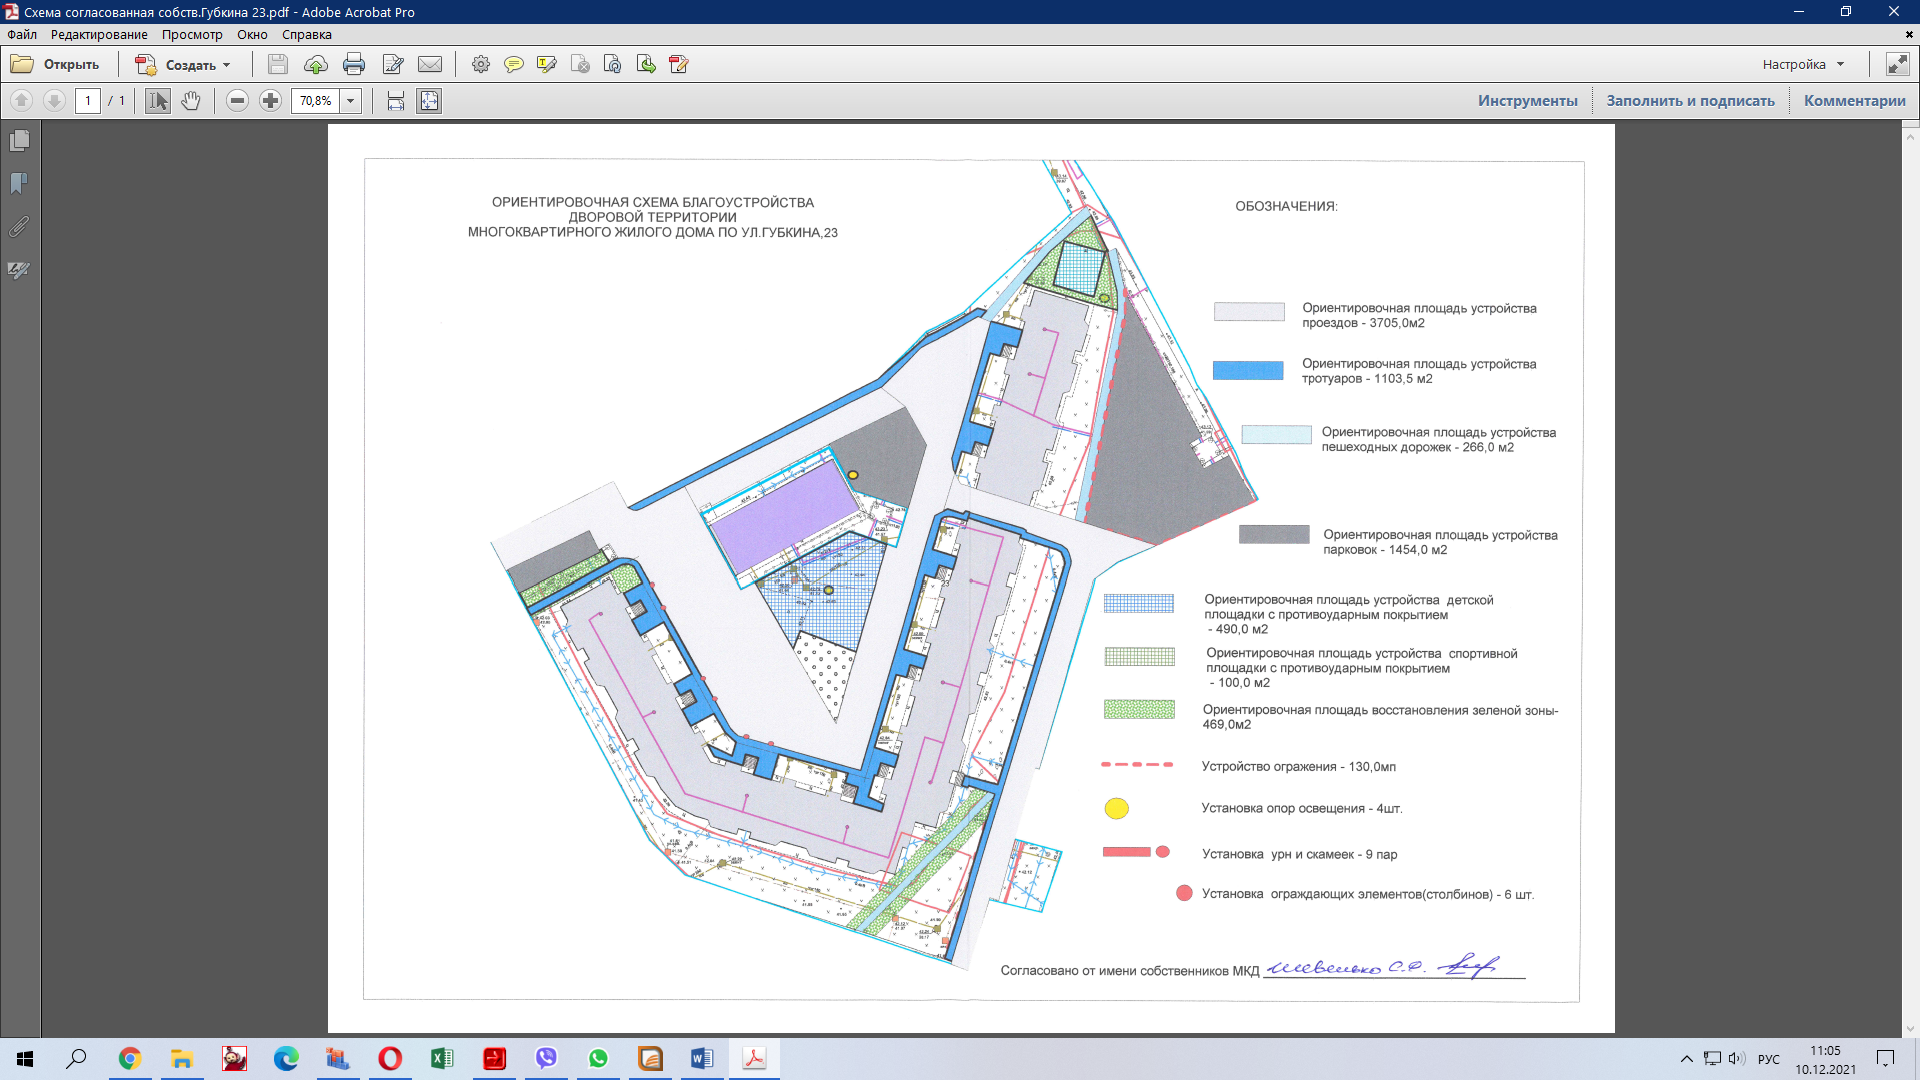 Схема согласованная собств.Губкина 23.pdf - Adobe Acrobat Pro
Файл Редактирование Просмотр Окно Справка
Открыть Создать Настройка
1 / 1 70,8% Инструменты Заполнить и подписать Комментарии
ОРИЕНТИРОВОЧНАЯ СХЕМА БЛАГОУСТРОЙСТВА
ДВОРОВОЙ ТЕРРИТОРИИ
МНОГОКВАРТИРНОГО ЖИЛОГО ДОМА ПО УЛ.ГУБКИНА,23
ОБОЗНАЧЕНИЯ:
Ориентировочная площадь устройства
проездов - 3705,0м2
Ориентировочная площадь устройства
тротуаров - 1103,5 м2
Ориентировочная площадь устройства
пешеходных дорожек - 266,0 м2
Ориентировочная площадь устройства
парковок - 1454,0 м2
Ориентировочная площадь устройства детской
площадки с противоударным покрытием
- 490,0 м2
Ориентировочная площадь устройства спортивной
площадки с противоударным покрытием
- 100,0 м2
Ориентировочная площадь восстановления зеленой зоны-
469,0м2
Устройство огражения - 130,0мп
Установка опор освещения - 4шт.
Установка урн и скамеек - 9 пар
Установка ограждающих элементов(столбинов) - 6 шт.
Согласовано от имени собственников МКД
РУС
11:05
10.12.2021